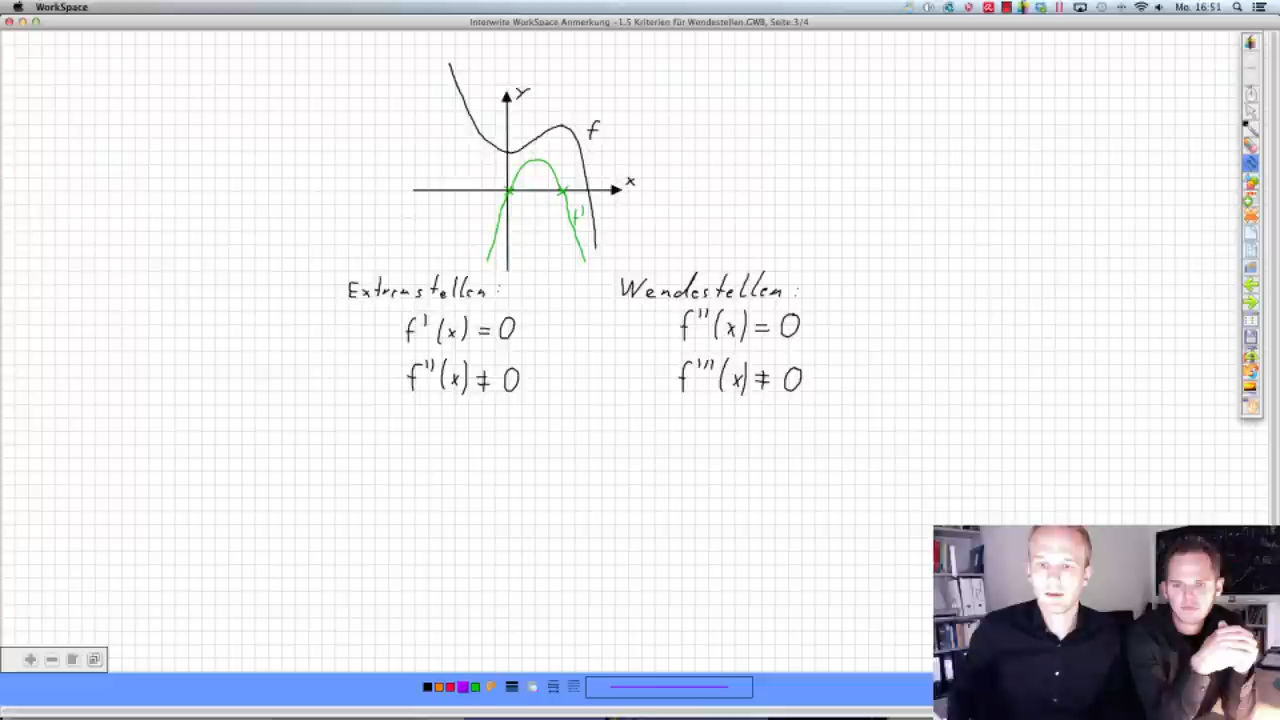 WorkSpace
Mo. 16:51
Interwrite WorkSpace Anmerkung - 1.5 Kriterien für Wendestellen.GWB, Seite:3/4
y
f
x
f'
Extremstellen:
Wendestellen:
f'(x) = 0
f''(x) = 0
f''(x) ≠ 0
f'''(x) ≠ 0